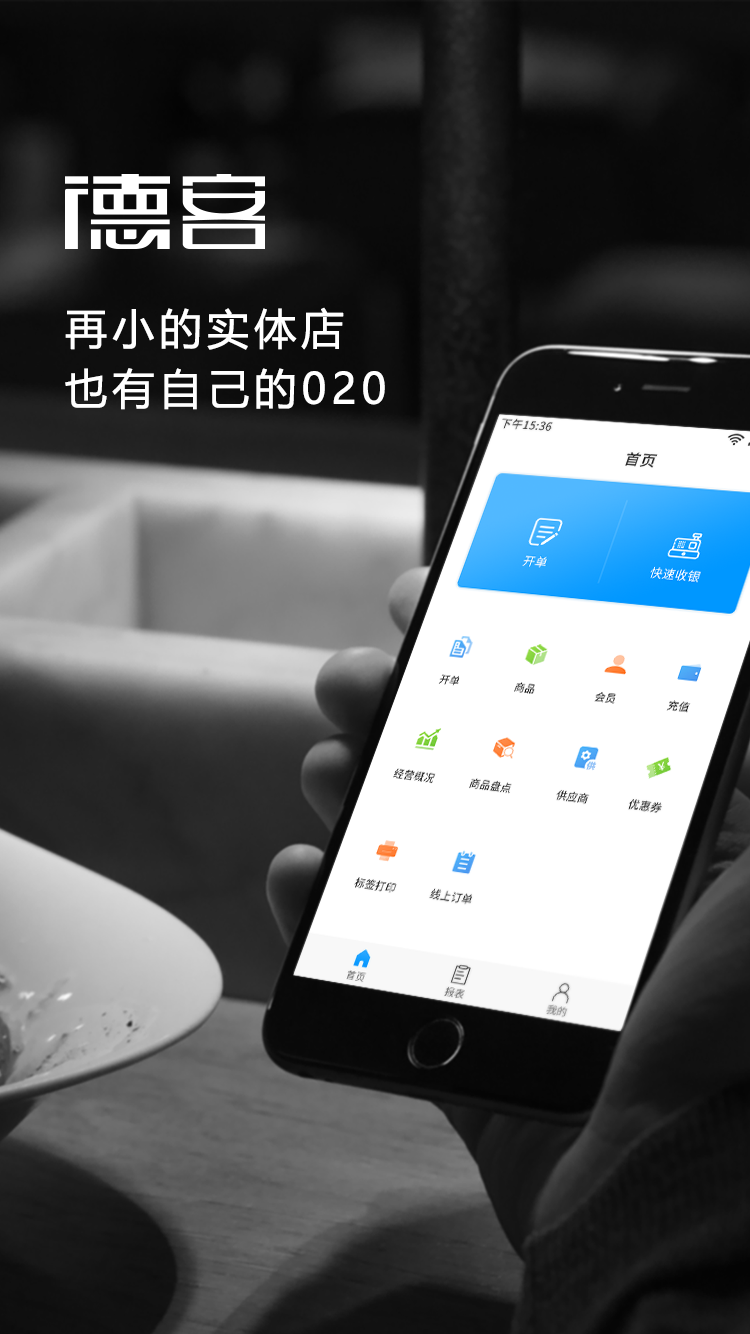 德客
再小的实体店
也有自己的020
下午15:36
首页
开单
快速收银
开单
商品
会员
充值
经营概况
商品盘点
供应商
优惠券
标签打印
线上订单
首页
报表
我的